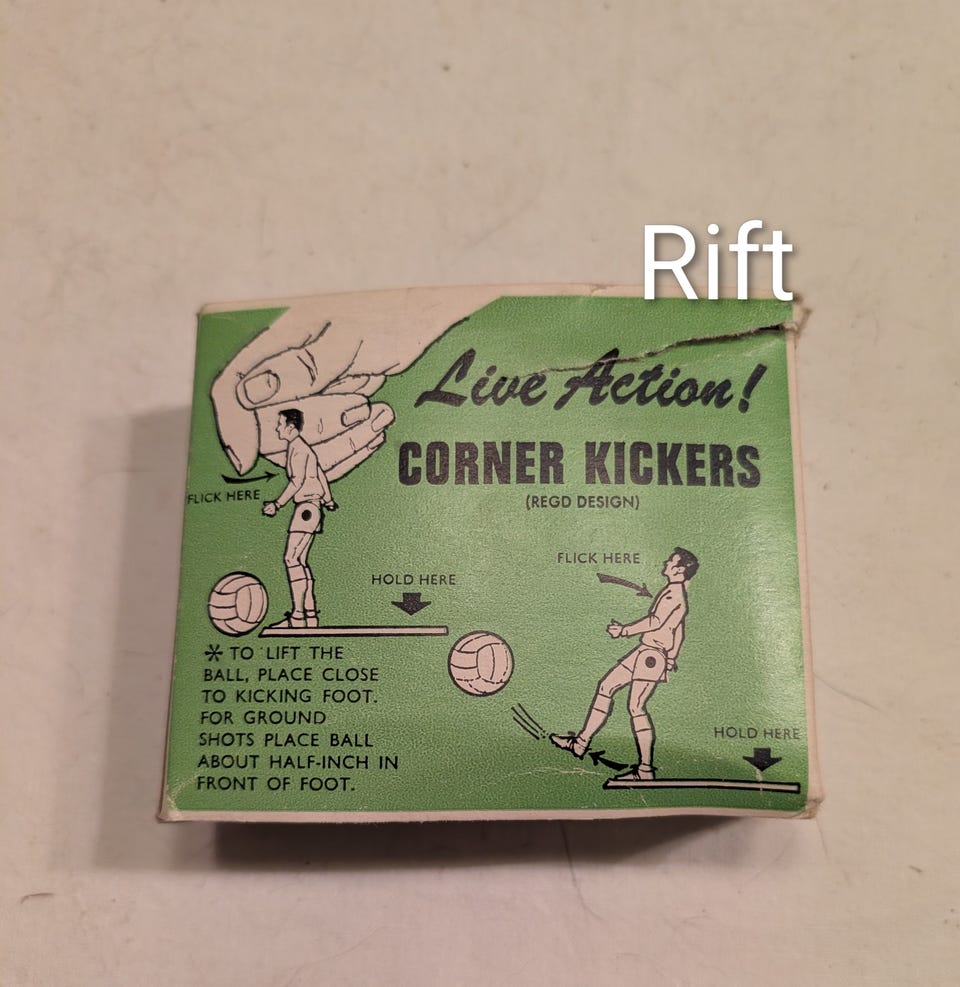 Rift
Live Action!
CORNER KICKERS
(REGD DESIGN)
FLICK HERE
HOLD HERE
* TO LIFT THE
BALL, PLACE CLOSE
TO KICKING FOOT.
FOR GROUND
SHOTS PLACE BALL
ABOUT HALF-INCH IN
FRONT OF FOOT.
FLICK HERE
HOLD HERE